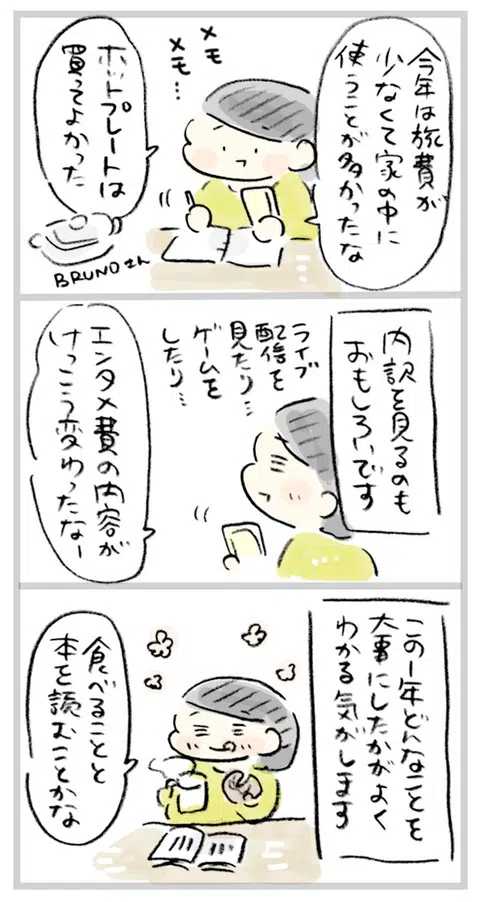 今年は旅費が
少なくて家の中に
使うことが多かったな
メモ
メモ…
ホットプレートは
買ってよかった
BRUNOさん
内訳を見るのも
おもしろいです
ライブ
配信を
見たり…
ゲームを
したり…
エンタメ費の内容が
けっこう変わったなー
この1年どんなことを
大事にしたかがよく
わかる気がします
食べることと
本を読むことかな